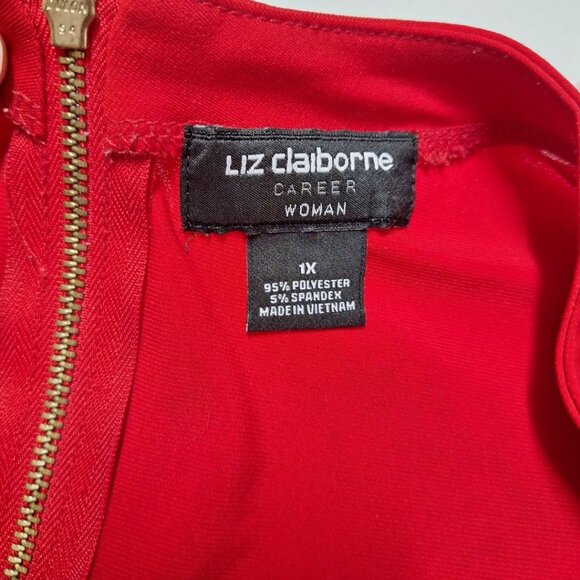 LIZ claiborne
CAREER
WOMAN
1X
95% POLYESTER
5% SPANDEX
MADE IN VIETNAM